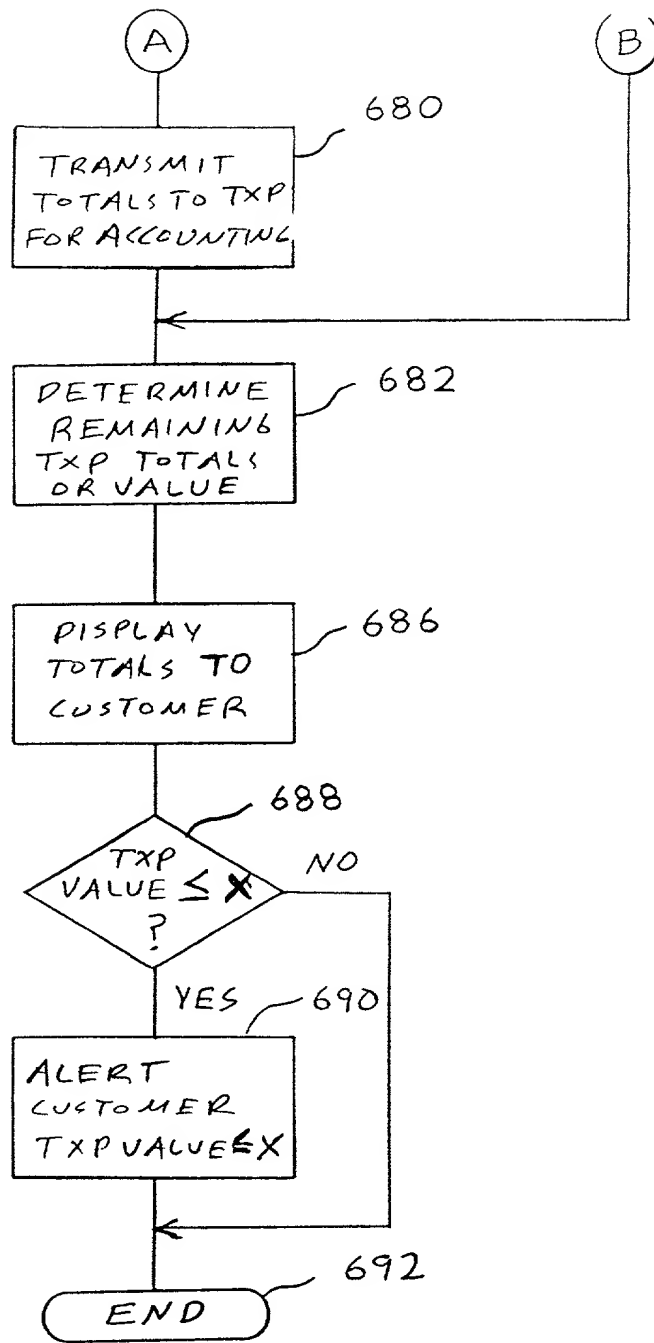 A
B
680
TRANSMIT
TOTALS TO TXP
FOR ACCOUNTING
682
DETERMINE
REMAINING
TXP TOTALS
OR VALUE
686
DISPLAY
TOTALS TO
CUSTOMER
688
TXP
VALUE ≤ X
?
NO
YES
690
ALERT
CUSTOMER
TXP VALUE ≤ X
692
END